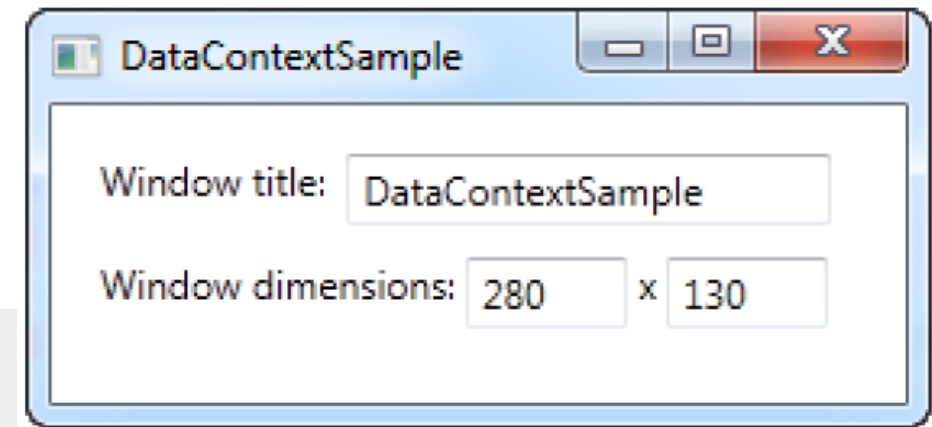 DataContextSample
Window title: DataContextSample
Window dimensions: 280 x 130